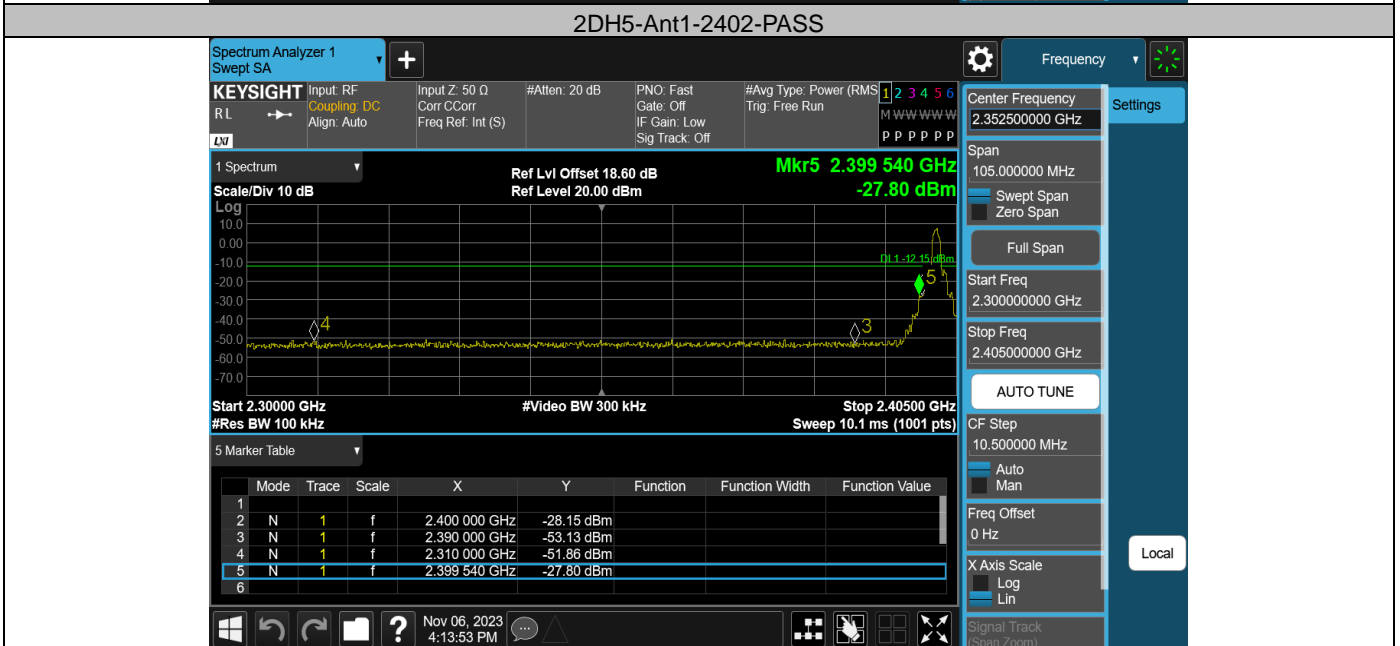 2DH5-Ant1-2402-PASS
Spectrum Analyzer 1
Swept SA
Frequency
Settings
KEYSIGHT
RL
LXI
Input: RF
Coupling: DC
Align: Auto
Input Z: 50 Ω
Corr CCorr
Freq Ref: Int (S)
#Atten: 20 dB
PNO: Fast
Gate: Off
IF Gain: Low
Sig Track: Off
#Avg Type: Power (RMS
Trig: Free Run
1 2 3 4 5 6
M W W W W W
P P P P P P
1 Spectrum
Scale/Div 10 dB
Ref Lvl Offset 18.60 dB
Ref Level 20.00 dBm
Mkr5 2.399 540 GHz
-27.80 dBm
Log
10.0
0.00
-10.0
-20.0
-30.0
-40.0
-50.0
-60.0
-70.0
DL1 -12.15 dBm
5
4
3
Start 2.30000 GHz
#Res BW 100 kHz
#Video BW 300 kHz
Stop 2.40500 GHz
Sweep 10.1 ms (1001 pts)
5 Marker Table
Mode Trace Scale X Y Function Function Width Function Value
1
2 N 1 f 2.400 000 GHz -28.15 dBm
3 N 1 f 2.390 000 GHz -53.13 dBm
4 N 1 f 2.310 000 GHz -51.86 dBm
5 N 1 f 2.399 540 GHz -27.80 dBm
6
Center Frequency
2.352500000 GHz
Span
105.000000 MHz
Swept Span
Zero Span
Full Span
Start Freq
2.300000000 GHz
Stop Freq
2.405000000 GHz
AUTO TUNE
CF Step
10.500000 MHz
Auto
Man
Freq Offset
0 Hz
X Axis Scale
Log
Lin
Signal Track
(Span Zoom)
Local
?
Nov 06, 2023
4:13:53 PM